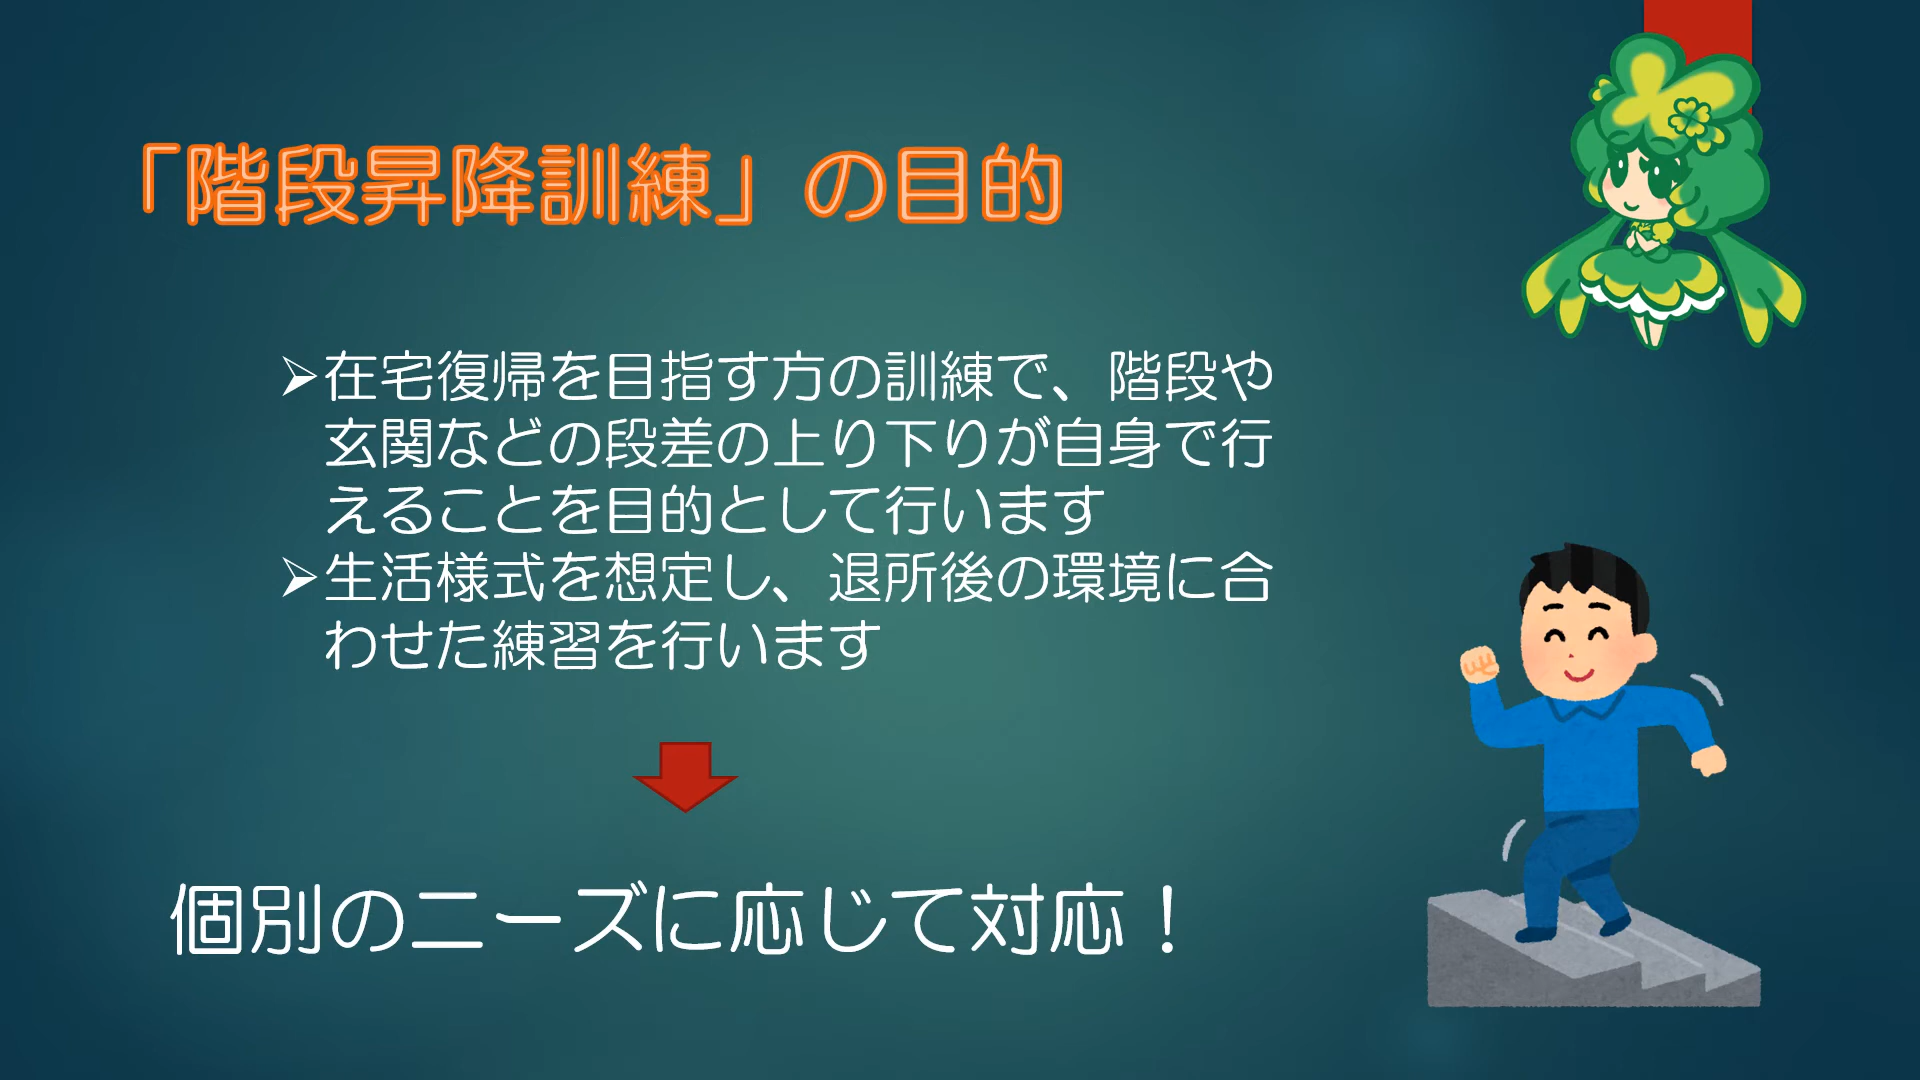 「階段昇降訓練」の目的
➢在宅復帰を目指す方の訓練で、階段や
玄関などの段差の上り下りが自身で行
えることを目的として行います
➢生活様式を想定し、退所後の環境に合
わせた練習を行います
個別のニーズに応じて対応！